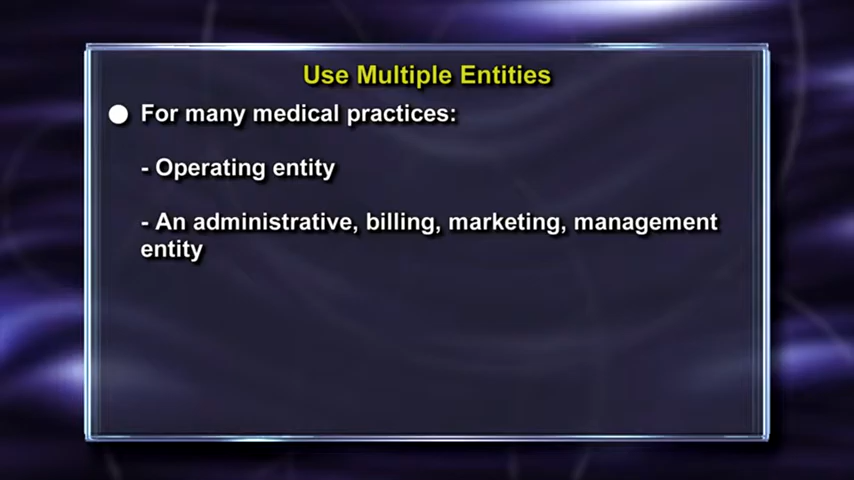 Use Multiple Entities
For many medical practices:
- Operating entity
- An administrative, billing, marketing, management
entity